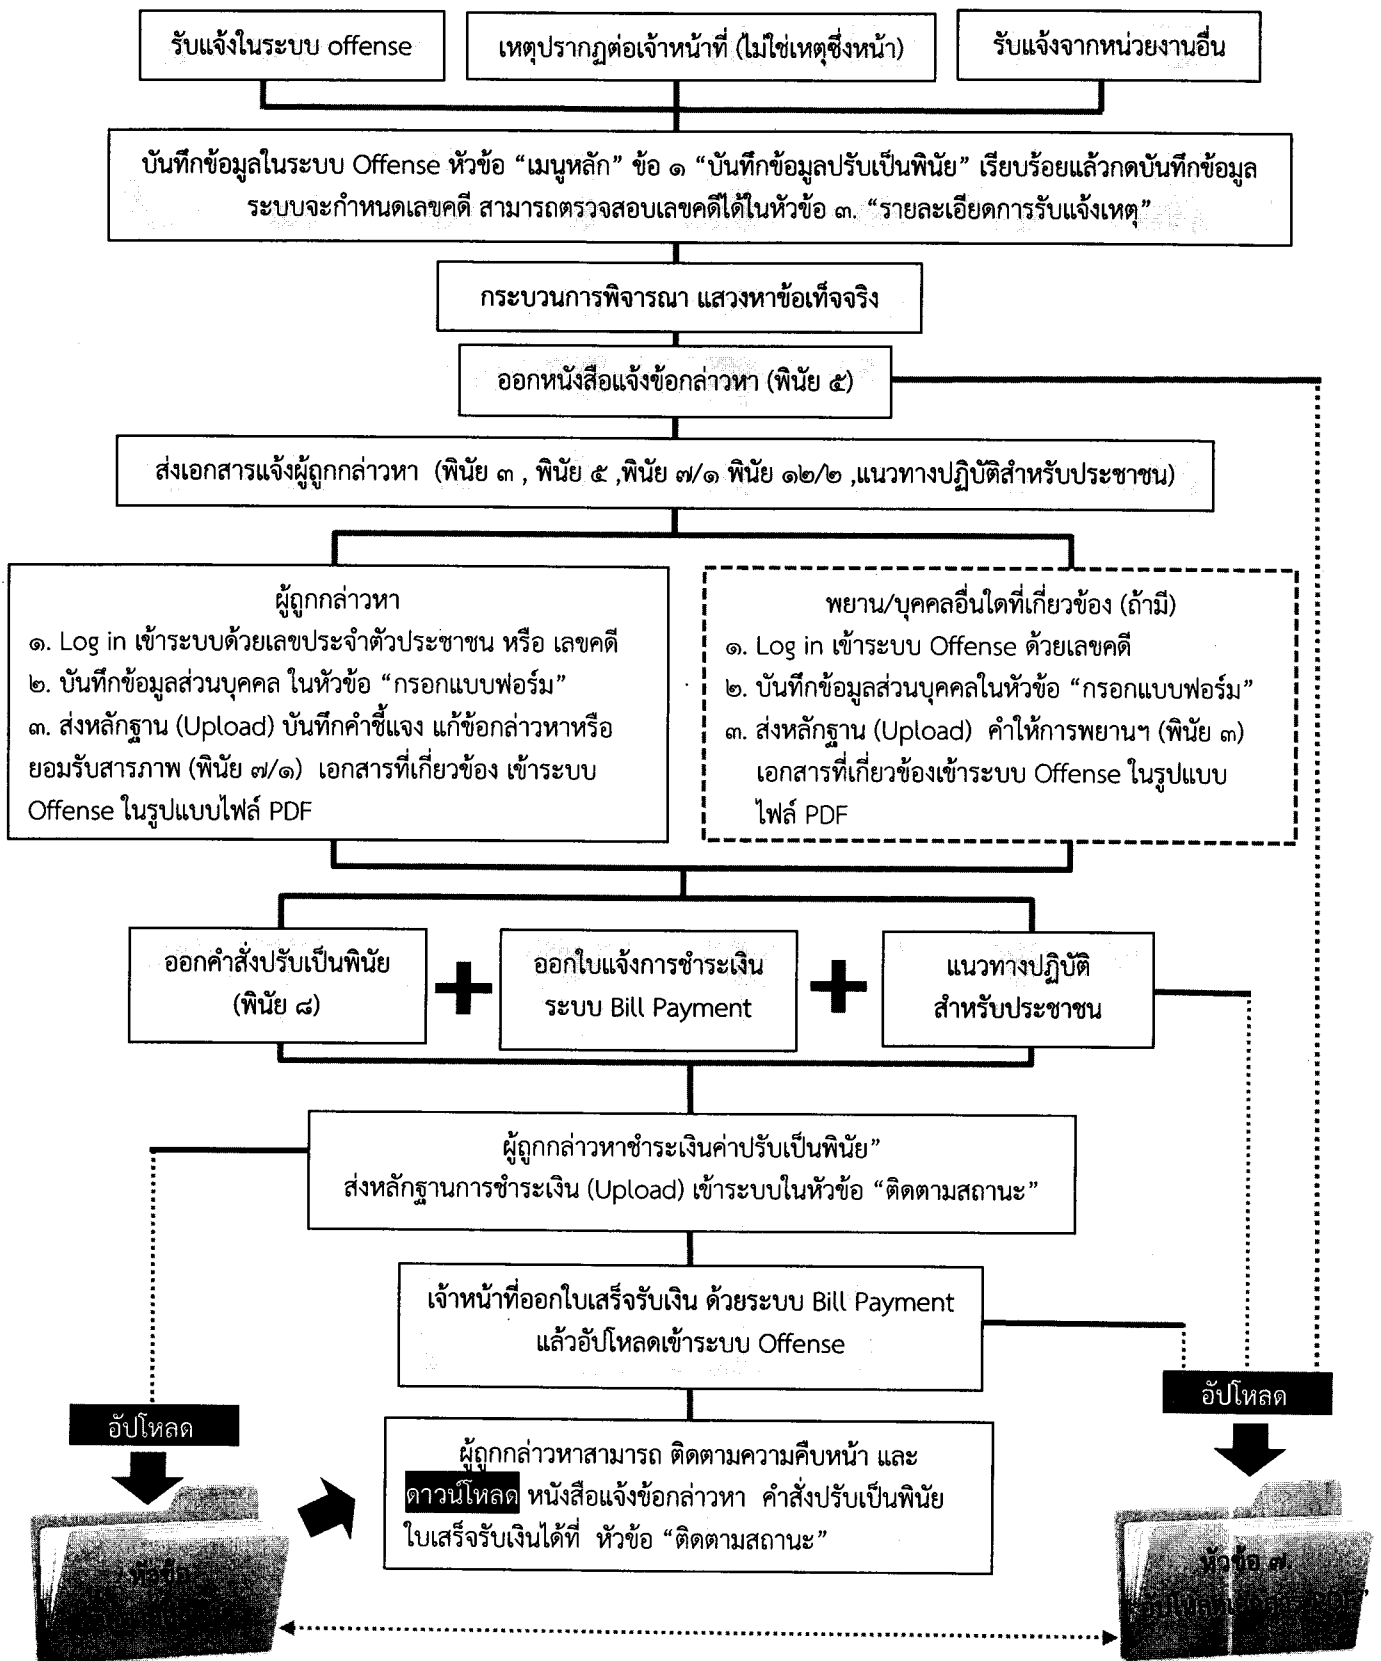 รับแจ้งในระบบ offense
เหตุปรากฏต่อเจ้าหน้าที่ (ไม่ใช่เหตุซึ่งหน้า)
รับแจ้งจากหน่วยงานอื่น
บันทึกข้อมูลในระบบ Offense หัวข้อ “เมนูหลัก” ข้อ ๑ “บันทึกข้อมูลปรับเป็นพินัย” เรียบร้อยแล้วกดบันทึกข้อมูล
ระบบจะกำหนดเลขคดี สามารถตรวจสอบเลขคดีได้ในหัวข้อ ๓. “รายละเอียดการรับแจ้งเหตุ”
กระบวนการพิจารณา แสวงหาข้อเท็จจริง
ออกหนังสือแจ้งข้อกล่าวหา (พินัย ๕)
ส่งเอกสารแจ้งผู้ถูกกล่าวหา (พินัย ๓ , พินัย ๕ ,พินัย ๗/๑ พินัย ๑๒/๒ ,แนวทางปฏิบัติสำหรับประชาชน)
ผู้ถูกกล่าวหา
๑. Log in เข้าระบบด้วยเลขประจำตัวประชาชน หรือ เลขคดี
๒. บันทึกข้อมูลส่วนบุคคล ในหัวข้อ “กรอกแบบฟอร์ม”
๓. ส่งหลักฐาน (Upload) บันทึกคำชี้แจง แก้ข้อกล่าวหาหรือ
ยอมรับสารภาพ (พินัย ๗/๑) เอกสารที่เกี่ยวข้อง เข้าระบบ
Offense ในรูปแบบไฟล์ PDF
พยาน/บุคคลอื่นใดที่เกี่ยวข้อง (ถ้ามี)
๑. Log in เข้าระบบ Offense ด้วยเลขคดี
๒. บันทึกข้อมูลส่วนบุคคลในหัวข้อ “กรอกแบบฟอร์ม”
๓. ส่งหลักฐาน (Upload) คำให้การพยานฯ (พินัย ๓)
เอกสารที่เกี่ยวข้องเข้าระบบ Offense ในรูปแบบ
ไฟล์ PDF
ออกคำสั่งปรับเป็นพินัย
(พินัย ๘)
ออกใบแจ้งการชำระเงิน
ระบบ Bill Payment
แนวทางปฏิบัติ
สำหรับประชาชน
ผู้ถูกกล่าวหาชำระเงินค่าปรับเป็นพินัย”
ส่งหลักฐานการชำระเงิน (Upload) เข้าระบบในหัวข้อ “ติดตามสถานะ”
เจ้าหน้าที่ออกใบเสร็จรับเงิน ด้วยระบบ Bill Payment
แล้วอัปโหลดเข้าระบบ Offense
อัปโหลด
อัปโหลด
ผู้ถูกกล่าวหาสามารถ ติดตามความคืบหน้า และ
ดาวน์โหลด หนังสือแจ้งข้อกล่าวหา คำสั่งปรับเป็นพินัย
ใบเสร็จรับเงินได้ที่ หัวข้อ “ติดตามสถานะ”
หัวข้อ
หัวข้อ ๗.